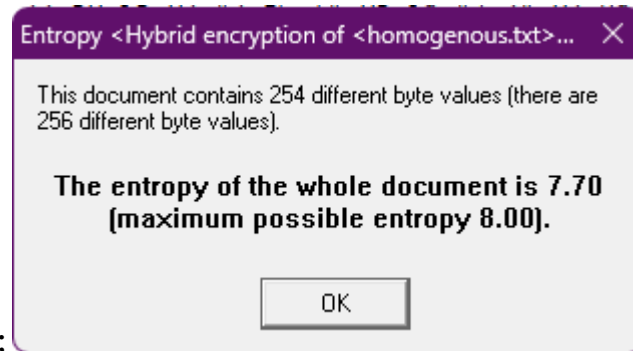 Entropy <Hybrid encryption of <homogenous.txt>...
This document contains 254 different byte values (there are
256 different byte values).
The entropy of the whole document is 7.70
(maximum possible entropy 8.00).
OK
: